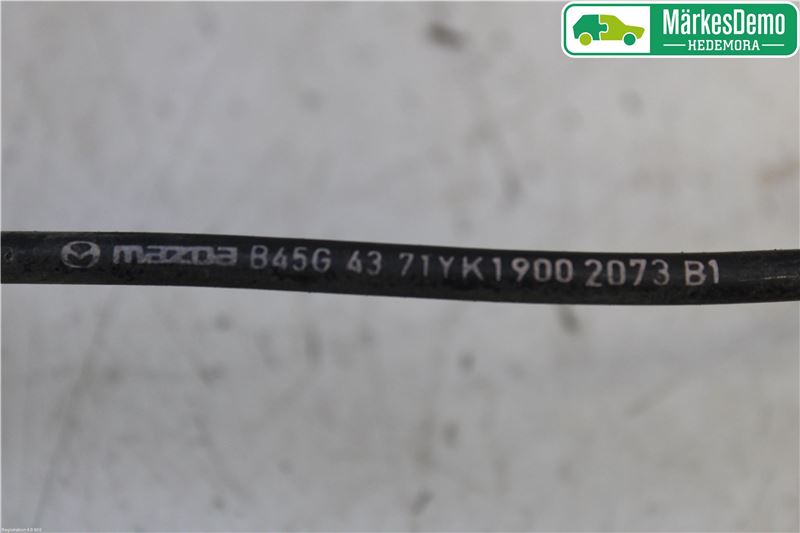 MärkesDemo
HEDEMORA
mazda B45G 43 71YK1900 2073 B1